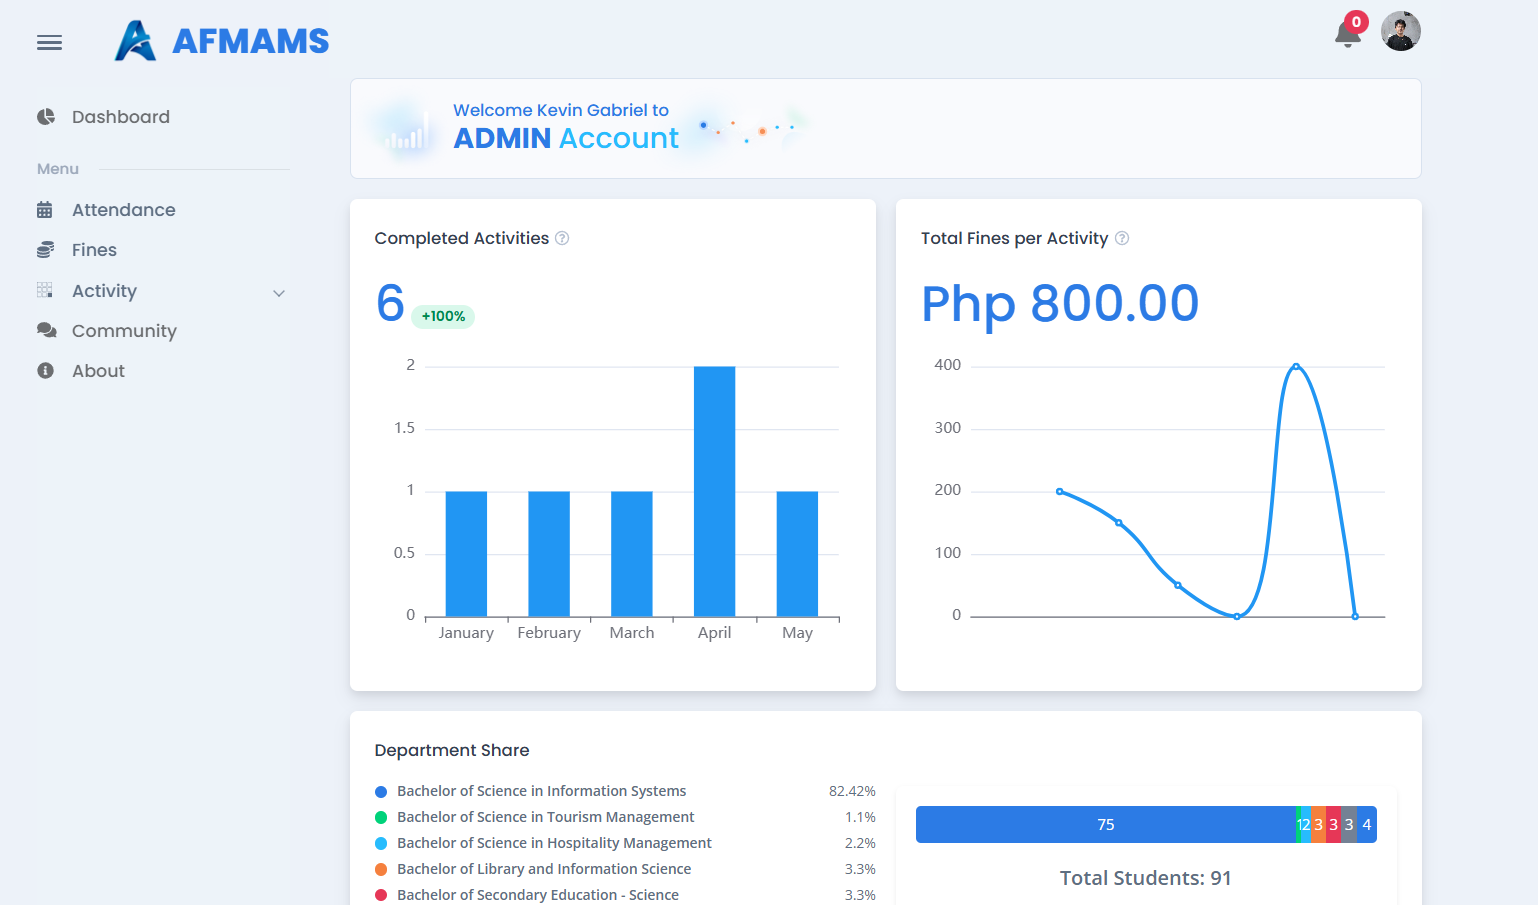 AFMAMS
0
Dashboard
Menu
Attendance
Fines
Activity
Community
About
Welcome Kevin Gabriel to
ADMIN Account
Completed Activities ?
6 +100%
2
1.5
1
0.5
0
January February March April May
Total Fines per Activity ?
Php 800.00
400
300
200
100
0
Department Share
Bachelor of Science in Information Systems 82.42%
Bachelor of Science in Tourism Management 1.1%
Bachelor of Science in Hospitality Management 2.2%
Bachelor of Library and Information Science 3.3%
Bachelor of Secondary Education - Science 3.3%
75 1 2 3 3 3 4
Total Students: 91